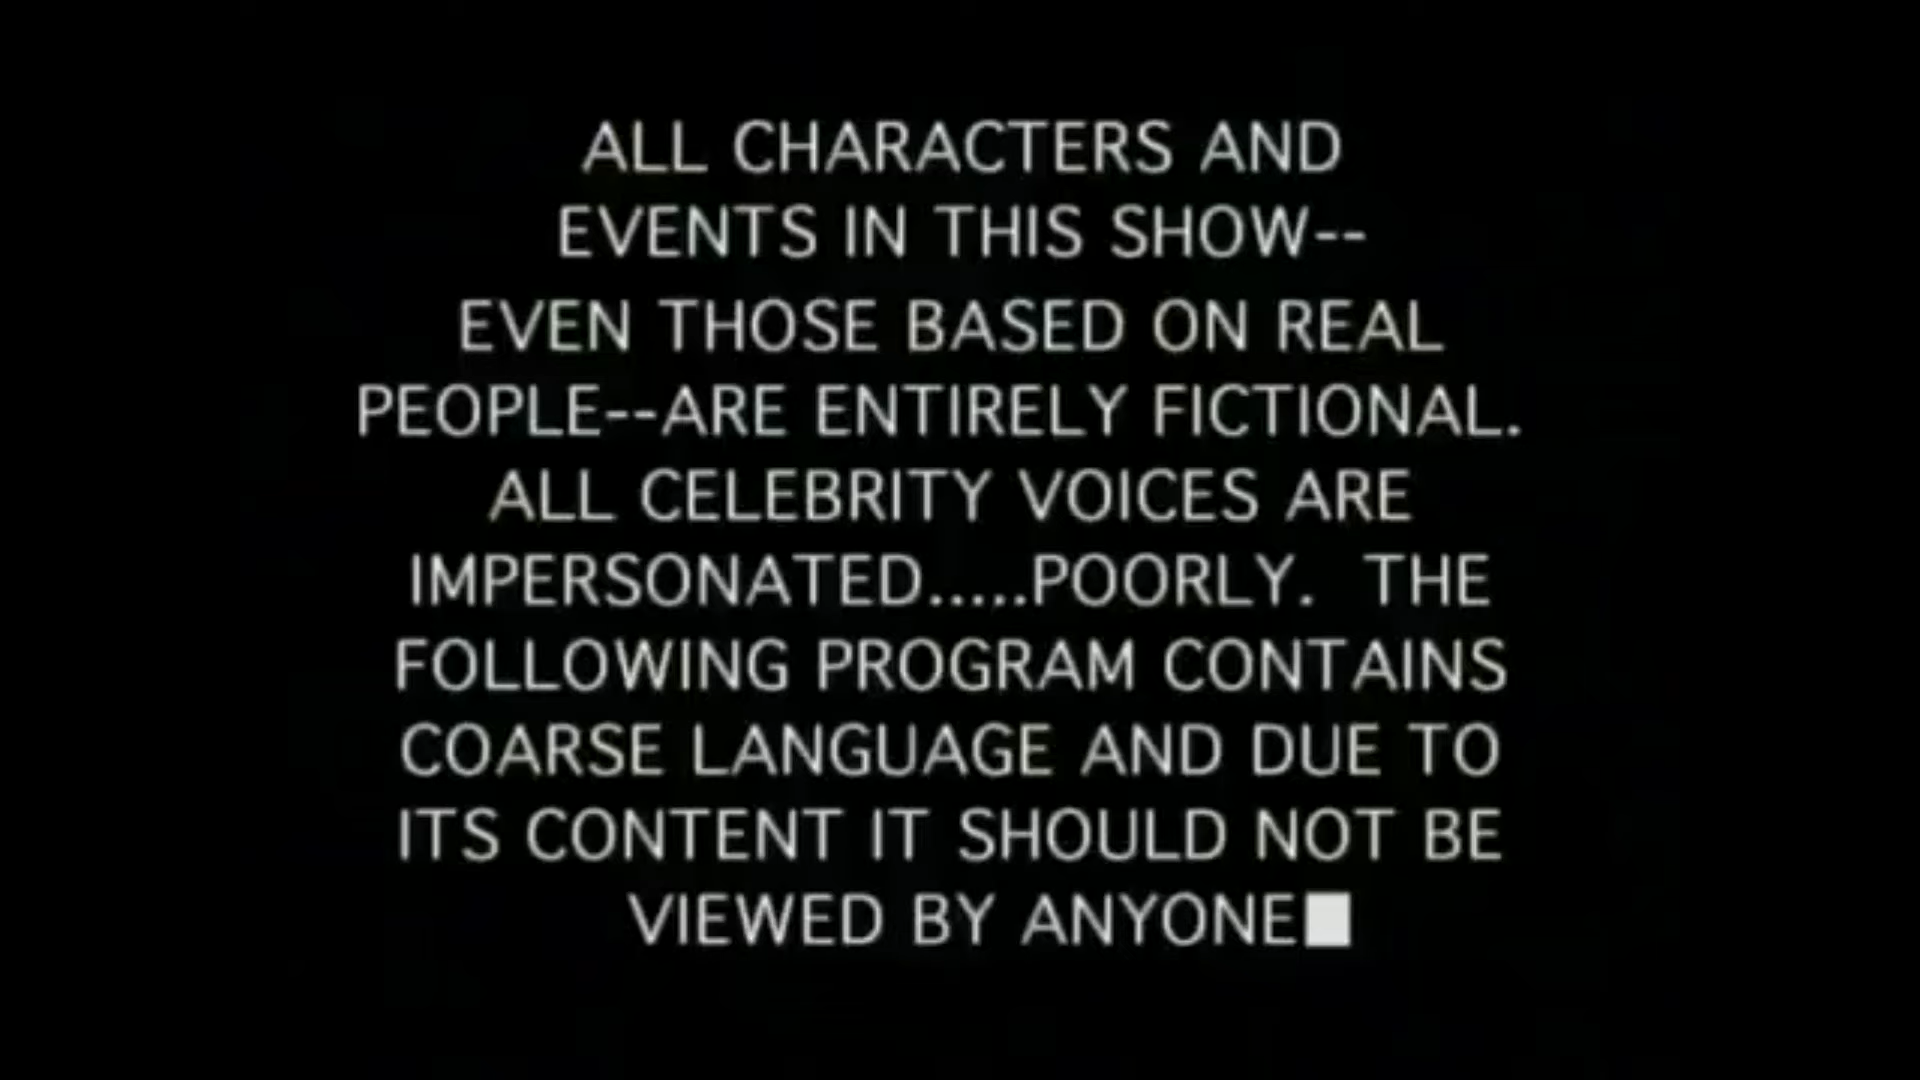 ALL CHARACTERS AND
EVENTS IN THIS SHOW--
EVEN THOSE BASED ON REAL
PEOPLE--ARE ENTIRELY FICTIONAL.
ALL CELEBRITY VOICES ARE
IMPERSONATED.....POORLY.  THE
FOLLOWING PROGRAM CONTAINS
COARSE LANGUAGE AND DUE TO
ITS CONTENT IT SHOULD NOT BE
VIEWED BY ANYONE■